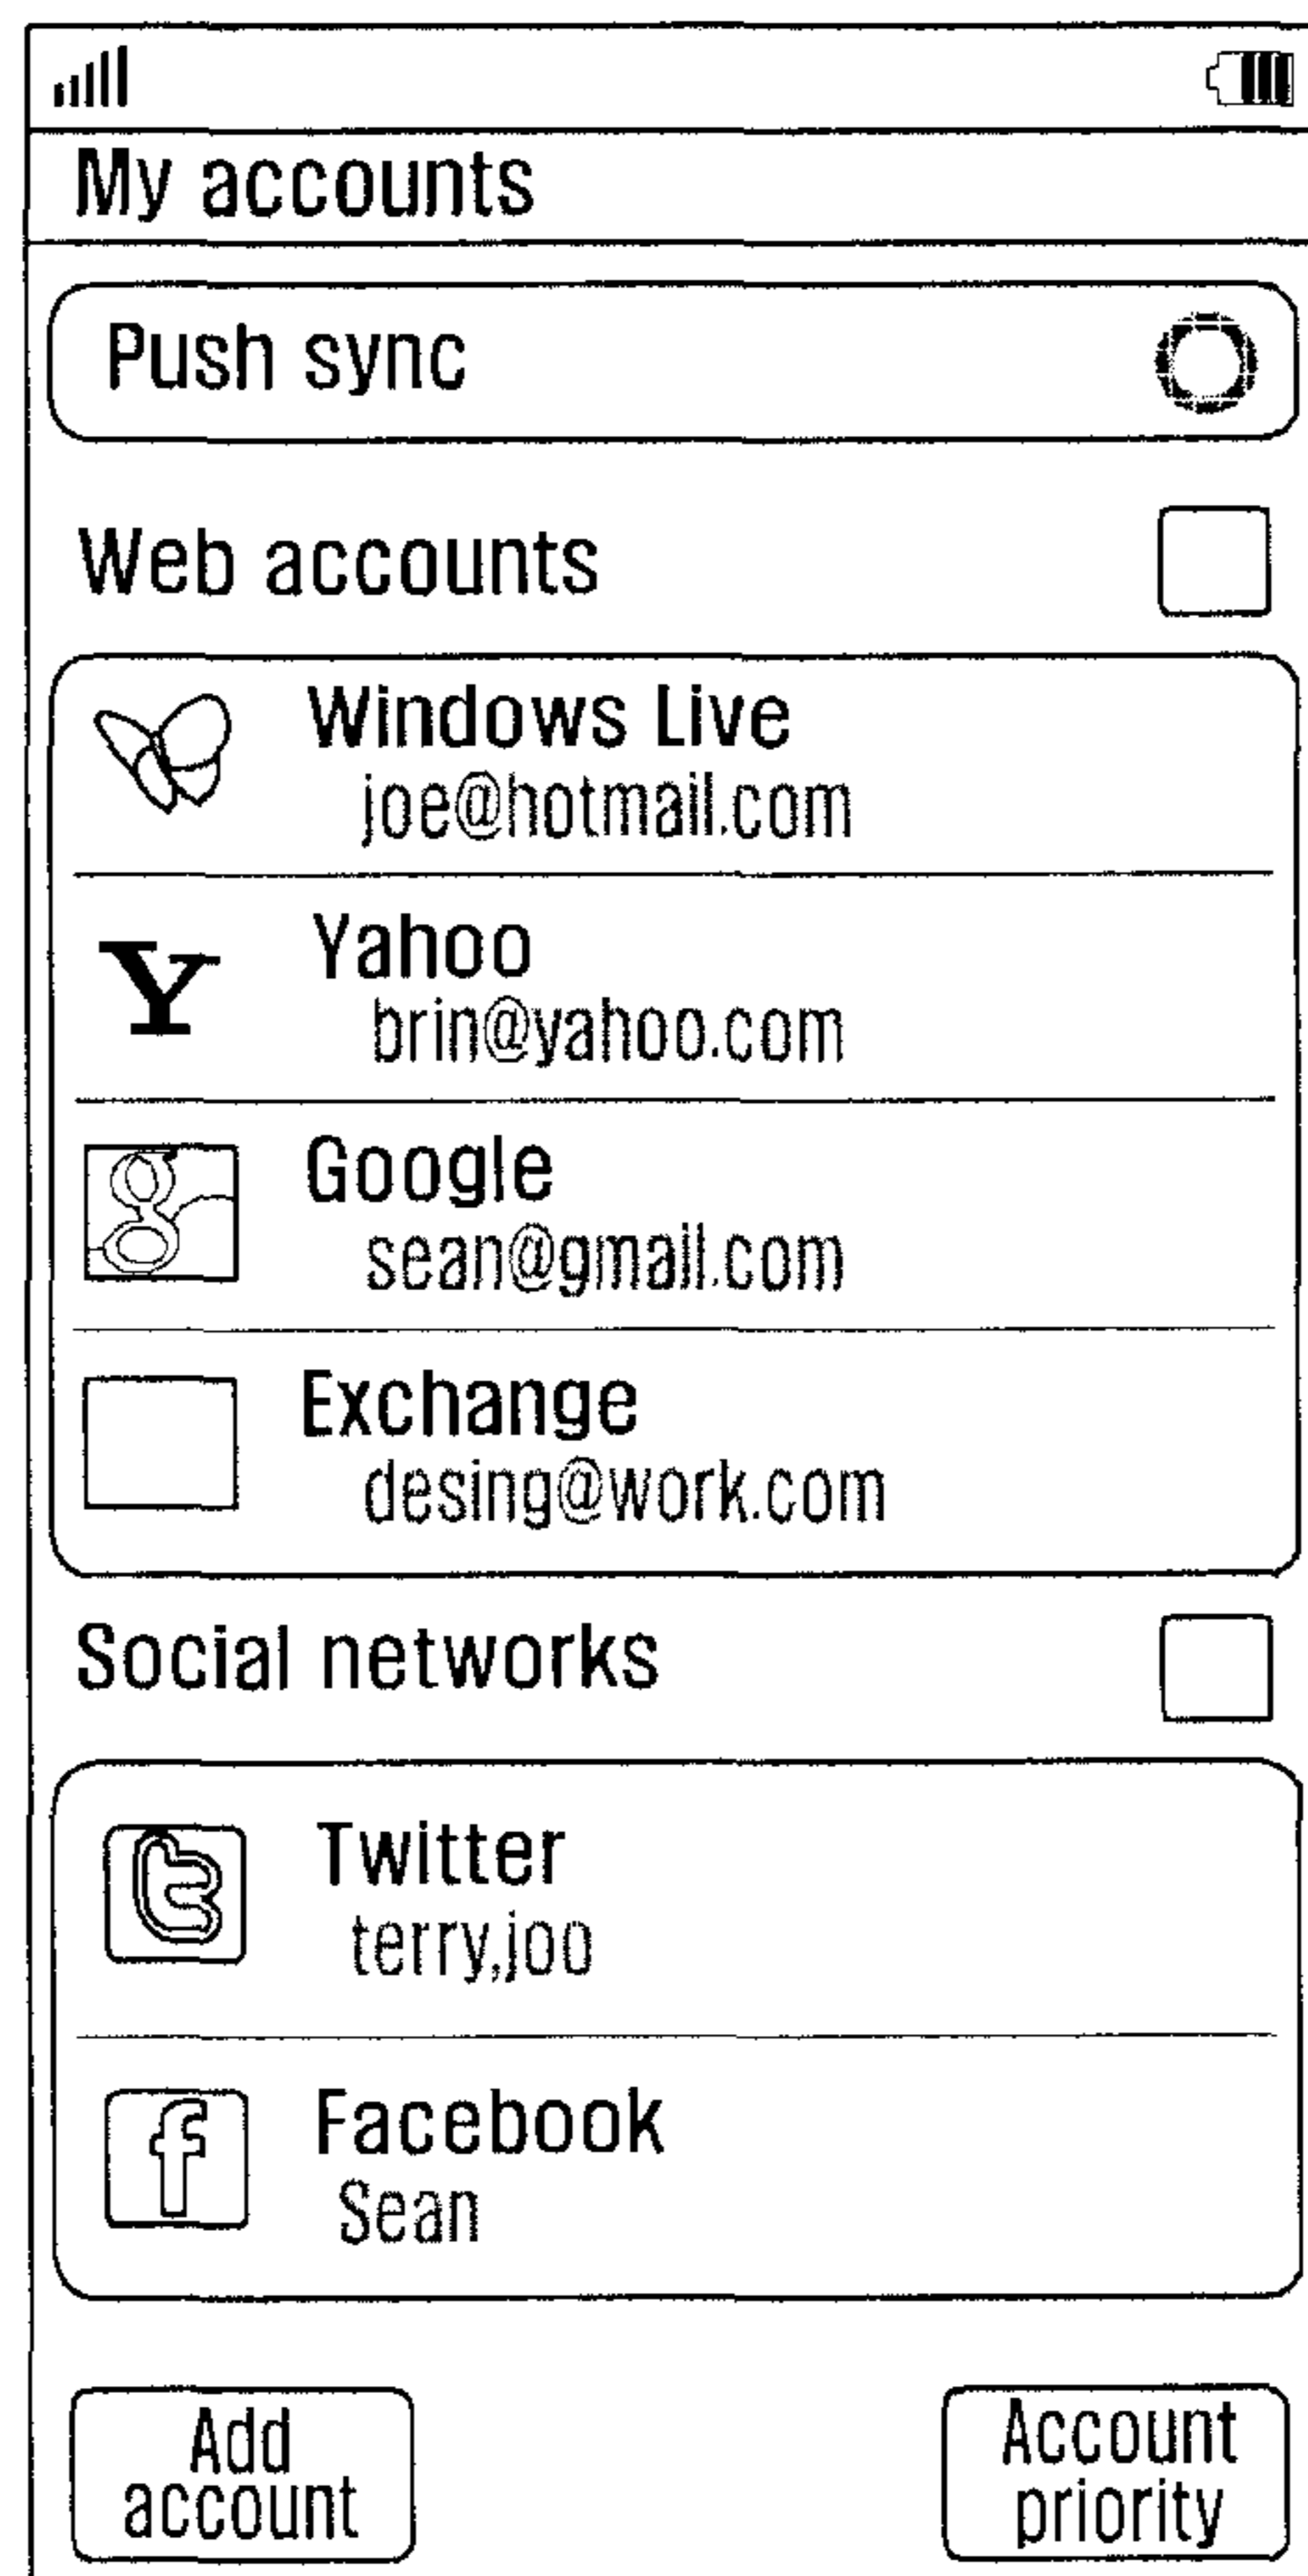 My accounts
Push sync
Web accounts
Windows Live
joe@hotmail.com
Y
Yahoo
brin@yahoo.com
g
Google
sean@gmail.com
Exchange
desing@work.com
Social networks
t
Twitter
terry,joo
f
Facebook
Sean
Add
account
Account
priority